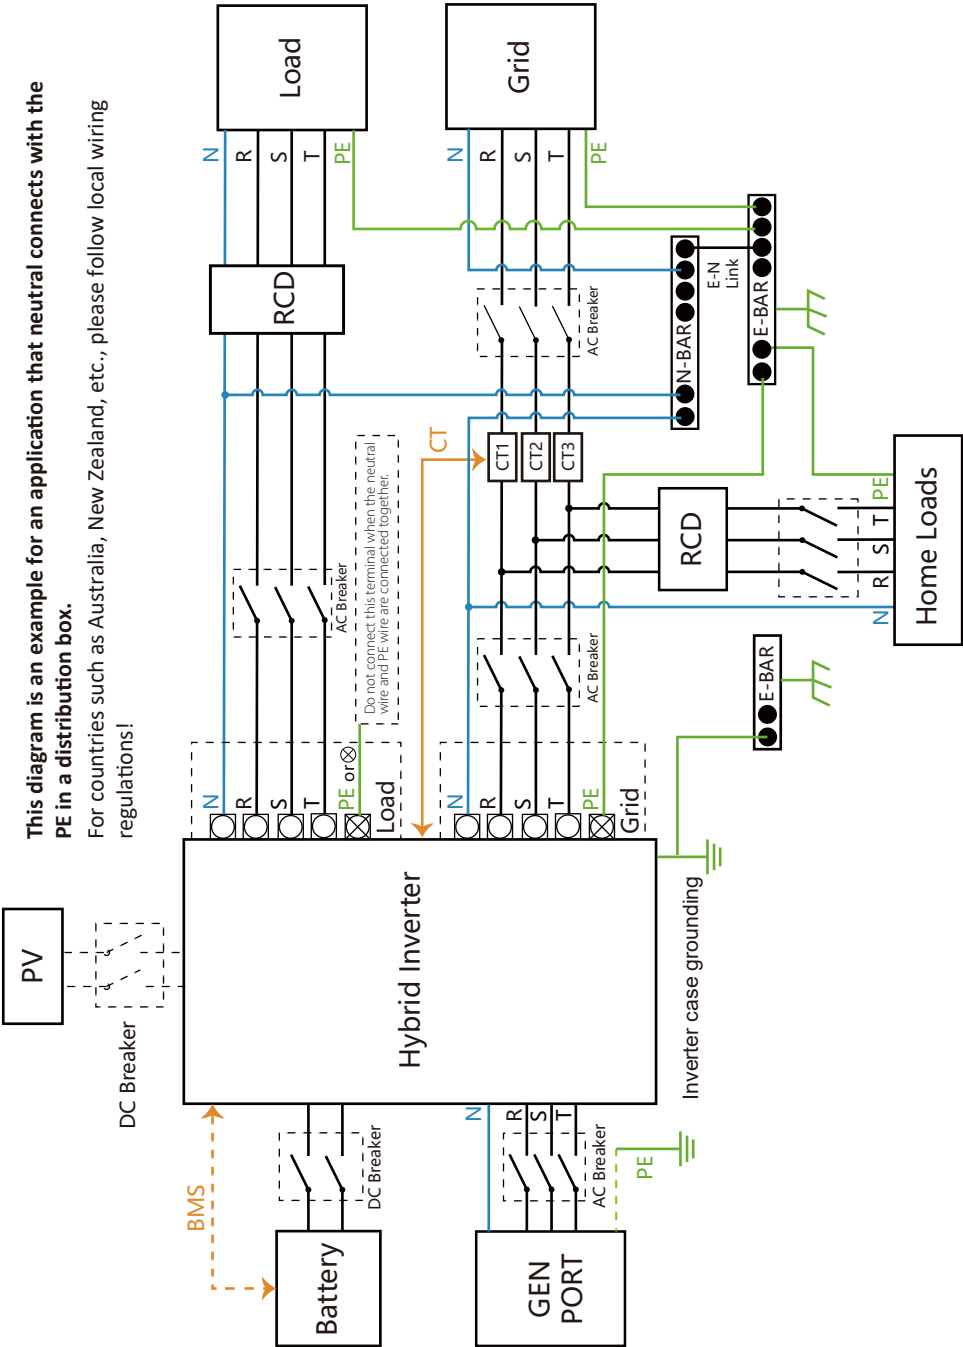 This diagram is an example for an application that neutral connects with the
PE in a distribution box.
For countries such as Australia, New Zealand, etc., please follow local wiring
regulations!
PV
DC Breaker
BMS
Battery
DC Breaker
Hybrid Inverter
GEN
PORT
N
R
S
T
AC Breaker
PE
Inverter case grounding
N
R
S
T
PE or
Load
Do not connect this terminal when the neutral
wire and PE wire are connected together.
AC Breaker
RCD
N
R
S
T
PE
Load
CT
N
R
S
T
PE
Grid
AC Breaker
CT1
CT2
CT3
AC Breaker
N
R
S
T
PE
Grid
N-BAR
E-N
Link
E-BAR
RCD
N
R
S
T
PE
Home Loads
E-BAR